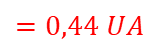 = 0,44 UA